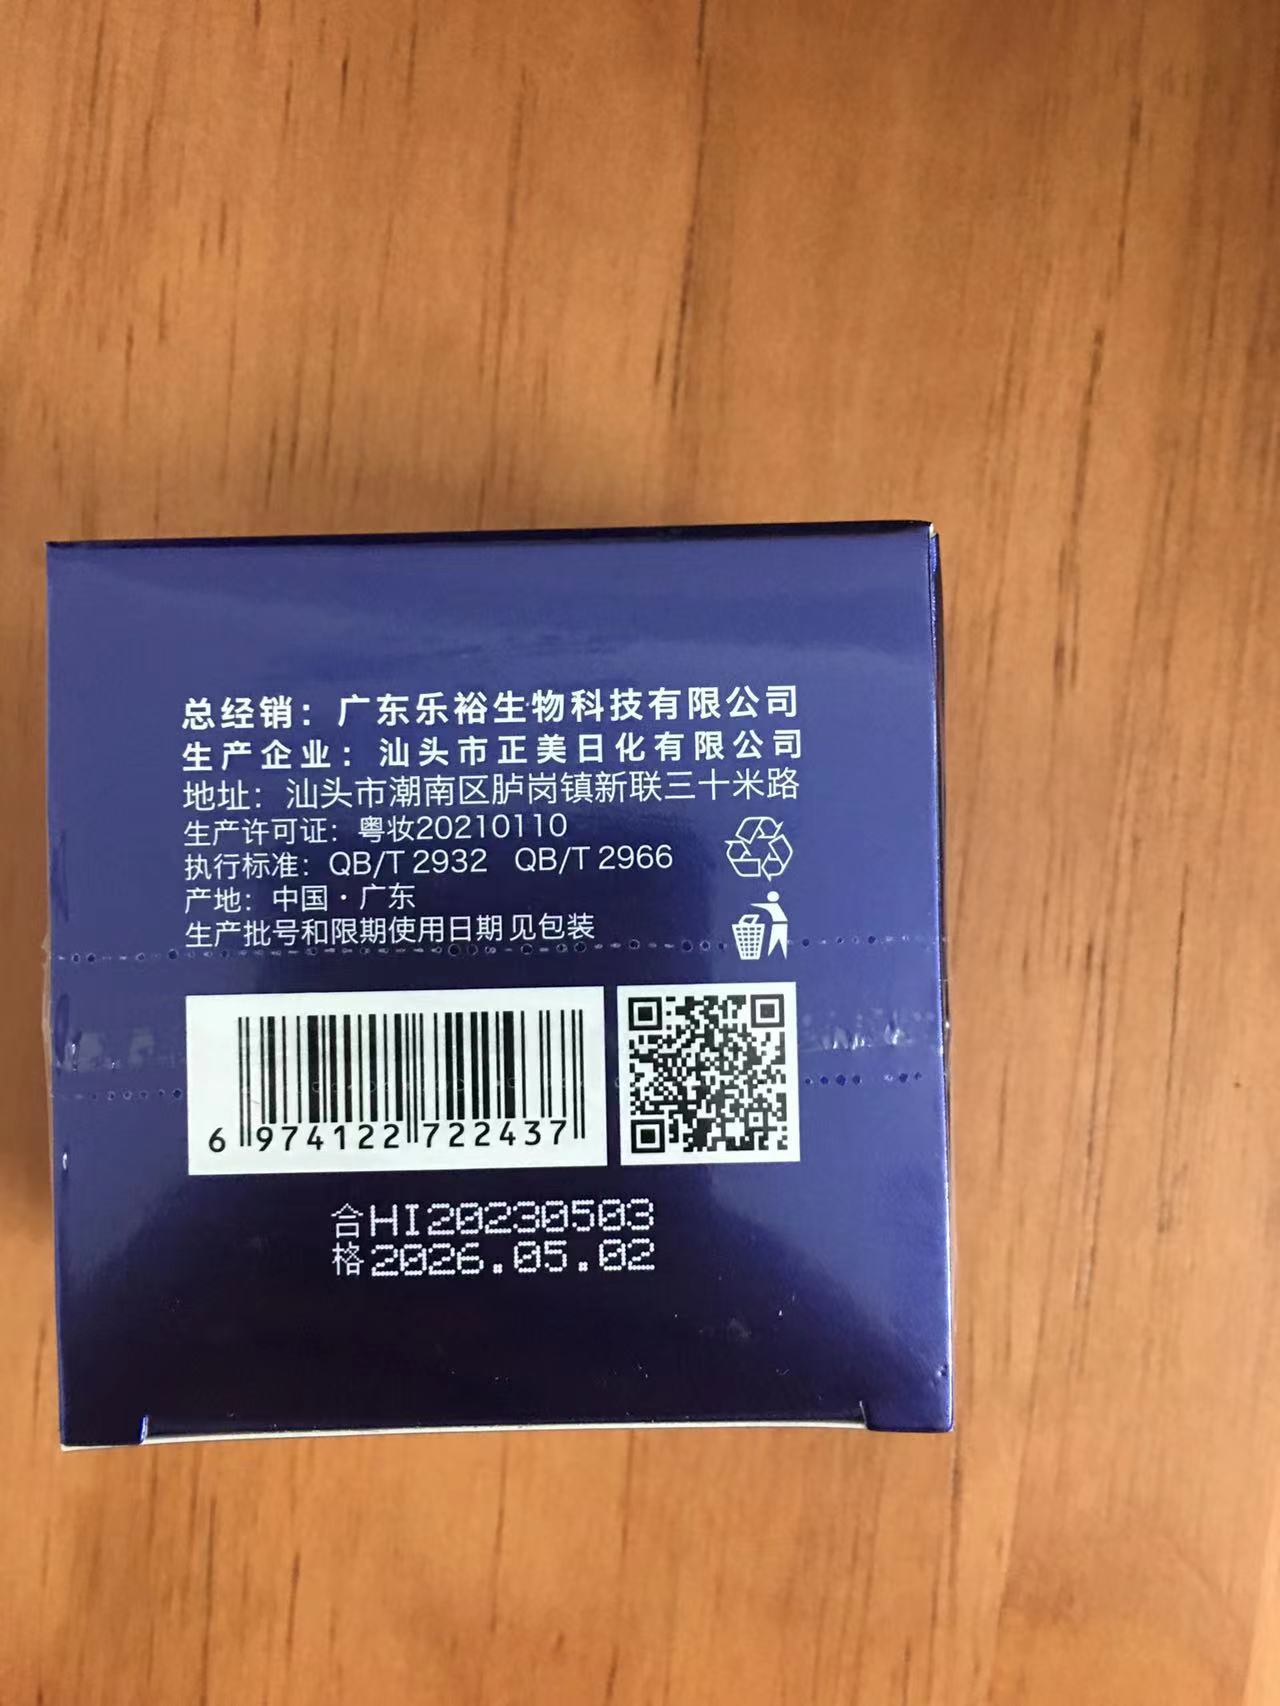 总经销：广东乐裕生物科技有限公司
生产企业：汕头市正美日化有限公司
地址：汕头市潮南区胪岗镇新联三十米路
生产许可证：粤妆20210110
执行标准：QB/T 2932 QB/T 2966
产地：中国·广东
生产批号和限期使用日期 见包装
6 974122 722437
合HI20230503
格2026.05.02